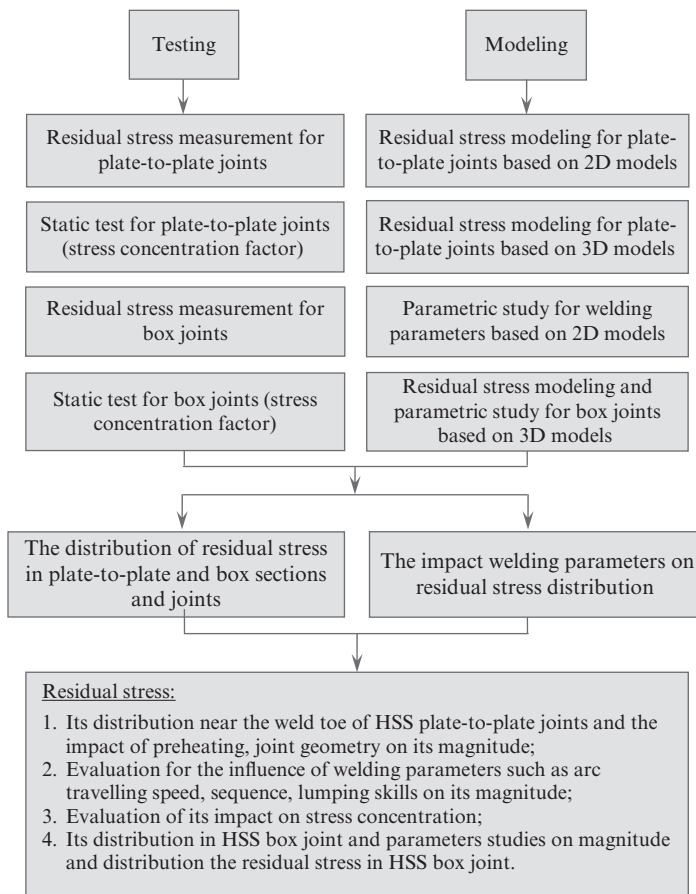 Testing
Modeling
Residual stress measurement for
plate-to-plate joints
Residual stress modeling for plate-
to-plate joints based on 2D models
Static test for plate-to-plate joints
(stress concentration factor)
Residual stress modeling for plate-
to-plate joints based on 3D models
Residual stress measurement for
box joints
Parametric study for welding
parameters based on 2D models
Static test for box joints (stress
concentration factor)
Residual stress modeling and
parametric study for box joints
based on 3D models
The distribution of residual stress
in plate-to-plate and box sections
and joints
The impact welding parameters on
residual stress distribution
Residual stress:
1. Its distribution near the weld toe of HSS plate-to-plate joints and the
impact of preheating, joint geometry on its magnitude;
2. Evaluation for the influence of welding parameters such as arc
travelling speed, sequence, lumping skills on its magnitude;
3. Evaluation of its impact on stress concentration;
4. Its distribution in HSS box joint and parameters studies on magnitude
and distribution the residual stress in HSS box joint.